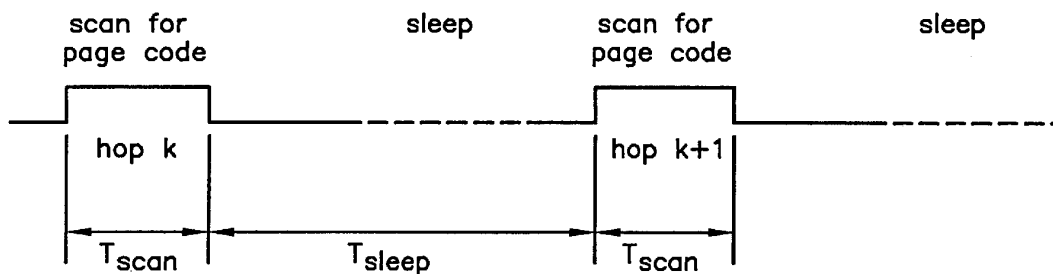 scan for
page code
sleep
scan for
page code
sleep
hop k
hop k+1
Tscan
Tsleep
Tscan